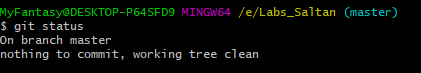 MyFantasy@DESKTOP-P64SFD9 MINGW64 /e/Labs_Saltan (master)
$ git status
On branch master
nothing to commit, working tree clean